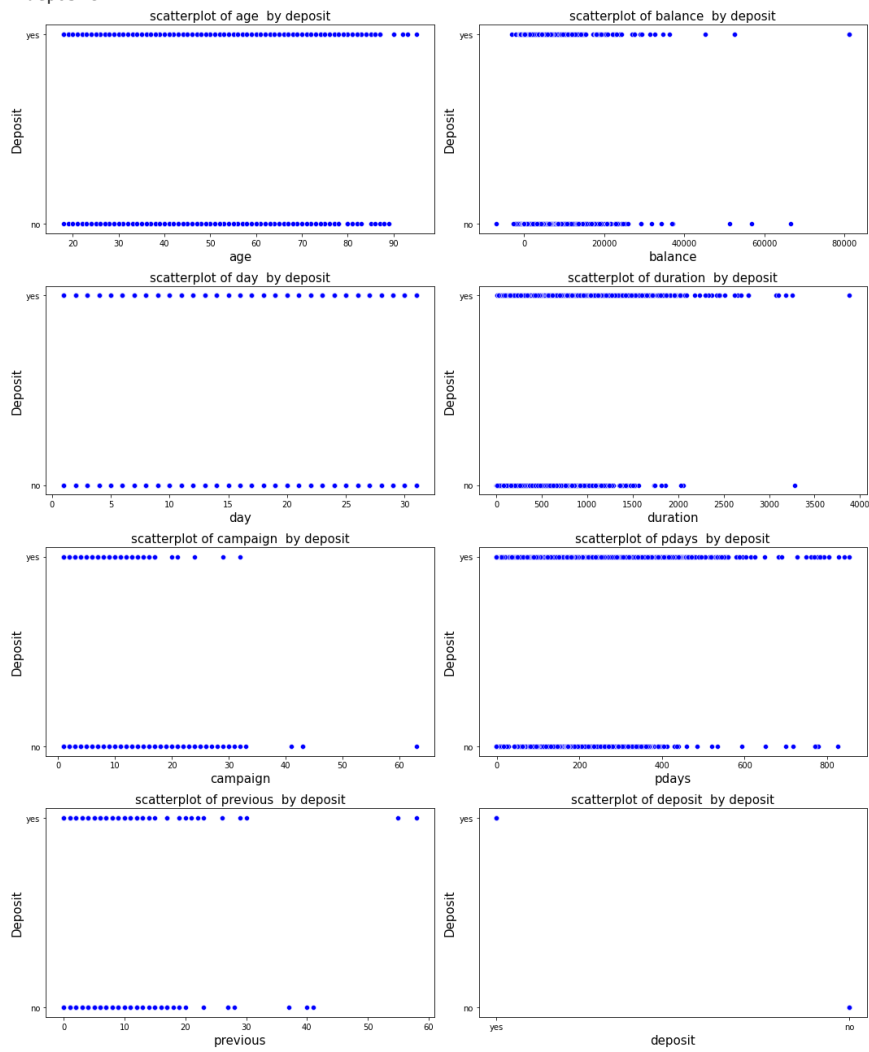 scatterplot of age  by deposit
yes
Deposit
no
20 30 40 50 60 70 80 90
age
scatterplot of balance  by deposit
yes
Deposit
no
0 20000 40000 60000 80000
balance
scatterplot of day  by deposit
yes
Deposit
no
0 5 10 15 20 25 30
day
scatterplot of duration  by deposit
yes
Deposit
no
0 500 1000 1500 2000 2500 3000 3500 4000
duration
scatterplot of campaign  by deposit
yes
Deposit
no
0 10 20 30 40 50 60
campaign
scatterplot of pdays  by deposit
yes
Deposit
no
0 200 400 600 800
pdays
scatterplot of previous  by deposit
yes
Deposit
no
0 10 20 30 40 50 60
previous
scatterplot of deposit  by deposit
yes
Deposit
no
yes no
deposit